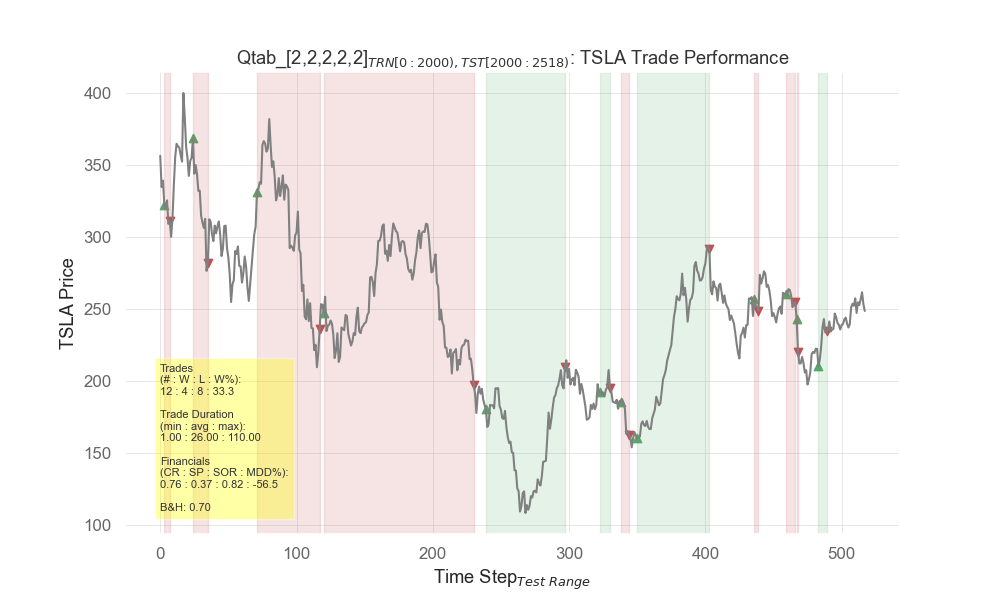 Qtab_[2,2,2,2,2]TRN[0 : 2000), TST[2000 : 2518): TSLA Trade Performance
TSLA Price
400
350
300
250
200
150
100
Trades
(# : W : L : W%):
12 : 4 : 8 : 33.3
Trade Duration
(min : avg : max):
1.00 : 26.00 : 110.00
Financials
(CR : SP : SOR : MDD%):
0.76 : 0.37 : 0.82 : -56.5
B&H: 0.70
0 100 200 300 400 500
Time StepTest Range